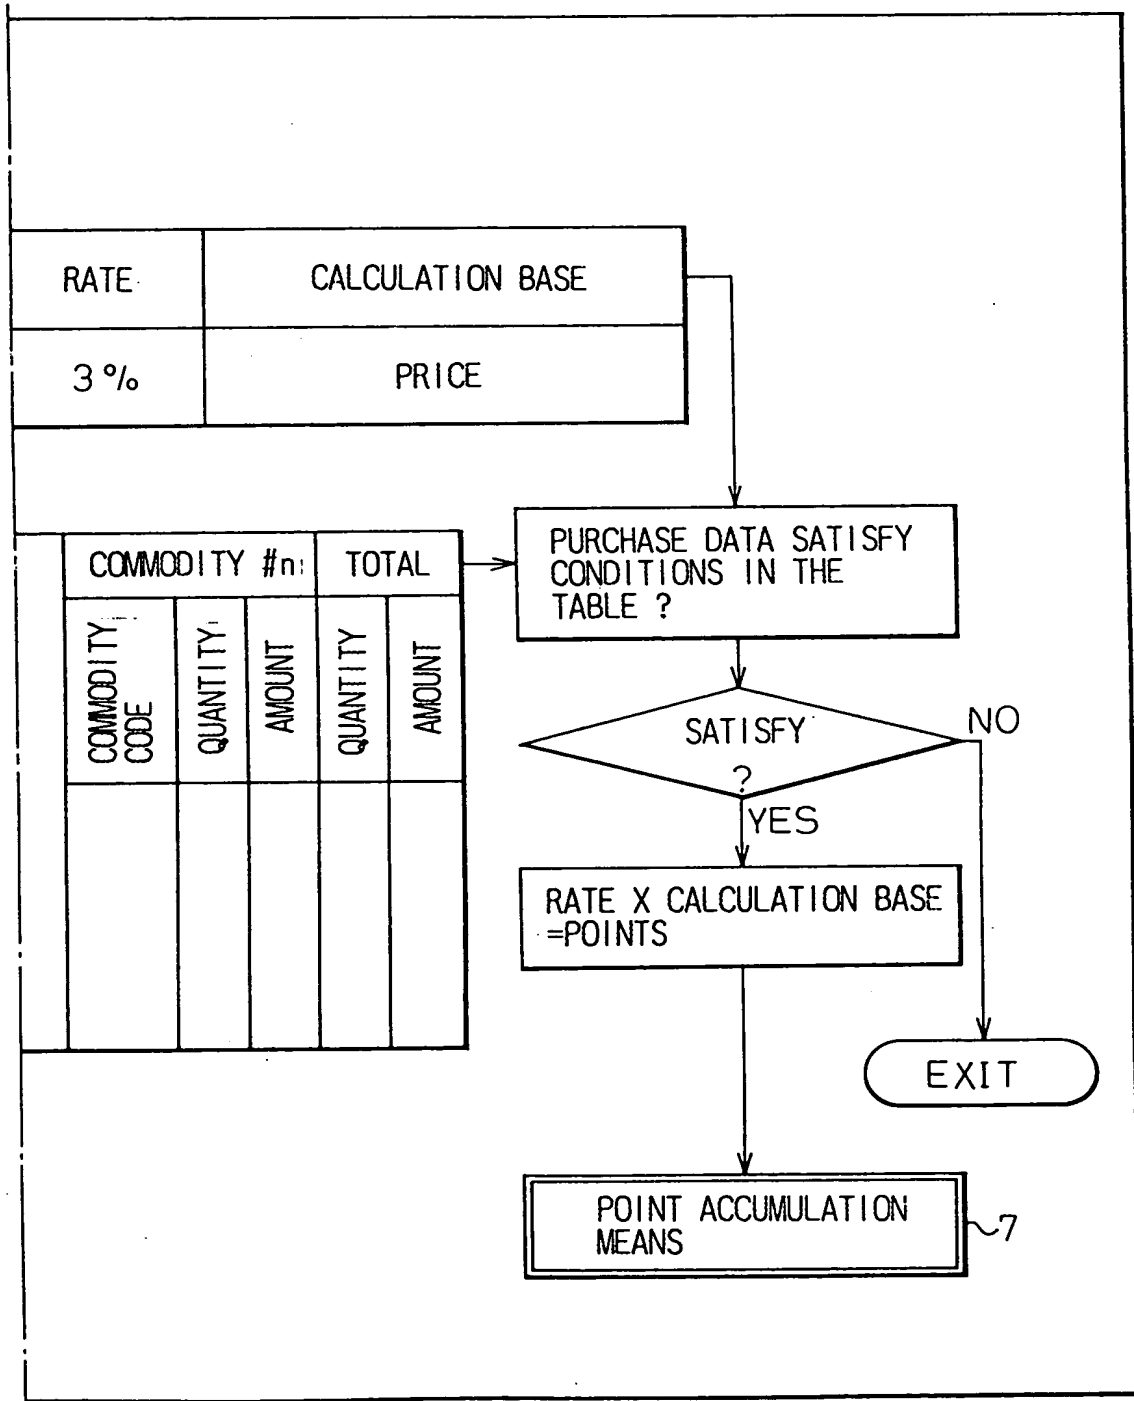 RATE
CALCULATION BASE
3%
PRICE
COMMODITY #n
TOTAL
COMMODITY
CODE
QUANTITY
AMOUNT
QUANTITY
AMOUNT
PURCHASE DATA SATISFY
CONDITIONS IN THE
TABLE ?
SATISFY
?
NO
YES
RATE X CALCULATION BASE
=POINTS
EXIT
POINT ACCUMULATION
MEANS
7